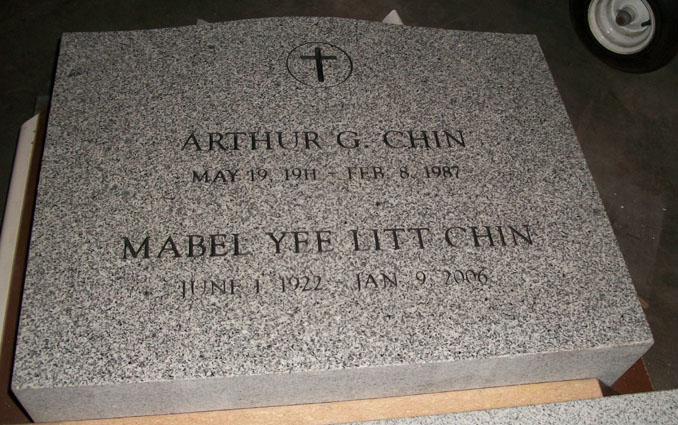 ARTHUR G. CHIN
MAY 19, 1911 - FEB. 8, 1987
MABEL YEE LITT CHIN
JUNE 1, 1922 - JAN. 9, 2006